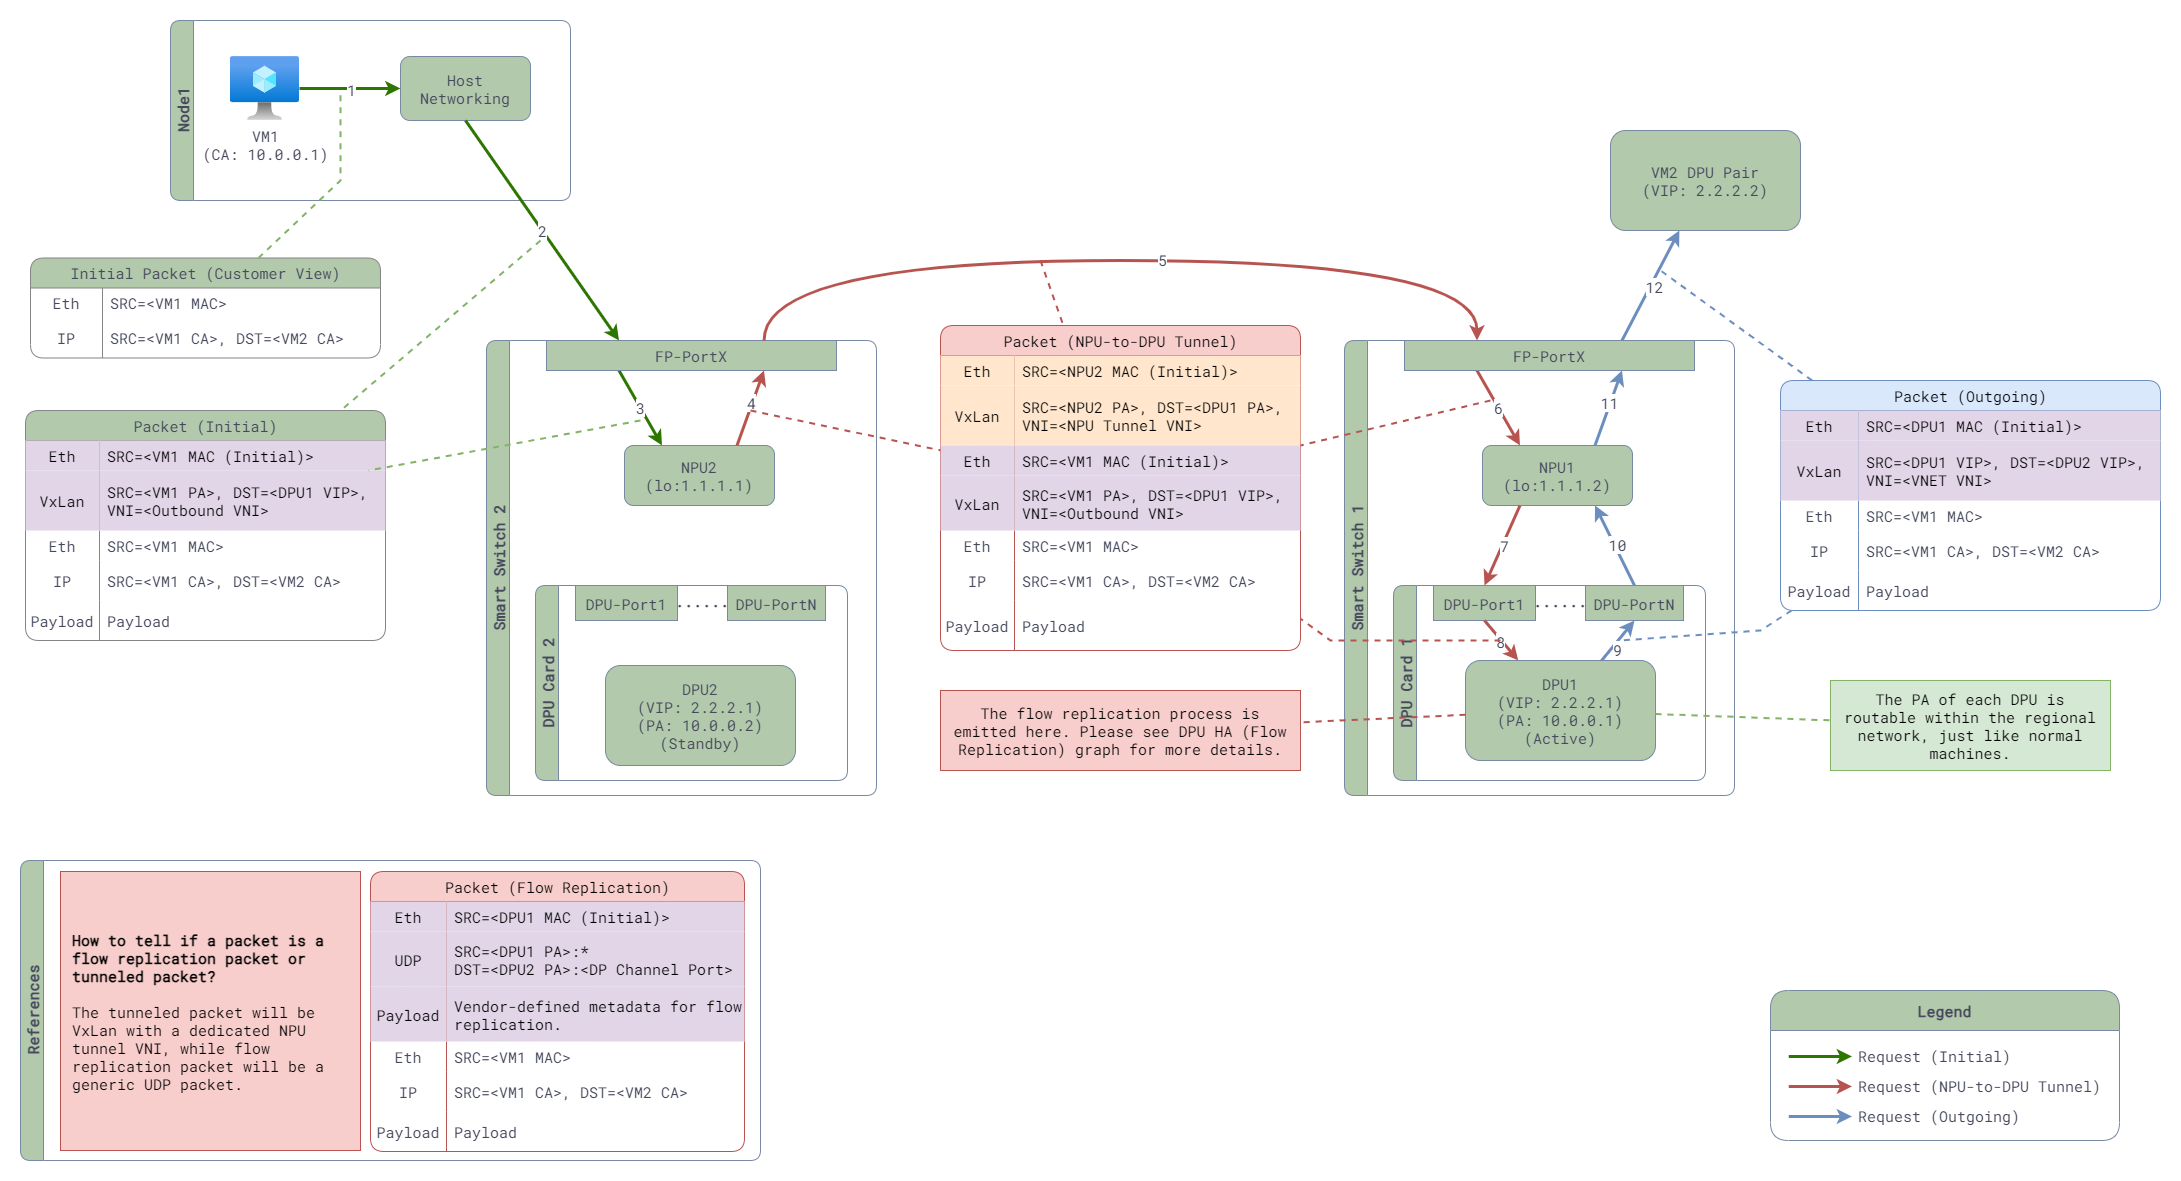 Node1
1
Host
Networking
VM1
(CA: 10.0.0.1)
2
Initial Packet (Customer View)
Eth SRC=<VM1 MAC>
IP SRC=<VM1 CA>, DST=<VM2 CA>
Packet (Initial)
Eth SRC=<VM1 MAC (Initial)>
VxLan SRC=<VM1 PA>, DST=<DPU1 VIP>,
VNI=<Outbound VNI>
Eth SRC=<VM1 MAC>
IP SRC=<VM1 CA>, DST=<VM2 CA>
Payload Payload
Smart Switch 2
FP-PortX
3
4
NPU2
(lo:1.1.1.1)
DPU Card 2
DPU-Port1 ...... DPU-PortN
DPU2
(VIP: 2.2.2.1)
(PA: 10.0.0.2)
(Standby)
5
Packet (NPU-to-DPU Tunnel)
Eth SRC=<NPU2 MAC (Initial)>
VxLan SRC=<NPU2 PA>, DST=<DPU1 PA>,
VNI=<NPU Tunnel VNI>
Eth SRC=<VM1 MAC (Initial)>
VxLan SRC=<VM1 PA>, DST=<DPU1 VIP>,
VNI=<Outbound VNI>
Eth SRC=<VM1 MAC>
IP SRC=<VM1 CA>, DST=<VM2 CA>
Payload Payload
The flow replication process is
emitted here. Please see DPU HA (Flow
Replication) graph for more details.
Smart Switch 1
FP-PortX
6
11
NPU1
(lo:1.1.1.2)
7
10
DPU Card 1
DPU-Port1 ...... DPU-PortN
8
9
DPU1
(VIP: 2.2.2.1)
(PA: 10.0.0.1)
(Active)
VM2 DPU Pair
(VIP: 2.2.2.2)
12
Packet (Outgoing)
Eth SRC=<DPU1 MAC (Initial)>
VxLan SRC=<DPU1 VIP>, DST=<DPU2 VIP>,
VNI=<VNET VNI>
Eth SRC=<VM1 MAC>
IP SRC=<VM1 CA>, DST=<VM2 CA>
Payload Payload
The PA of each DPU is
routable within the regional
network, just like normal
machines.
References
How to tell if a packet is a
flow replication packet or
tunneled packet?
The tunneled packet will be
VxLan with a dedicated NPU
tunnel VNI, while flow
replication packet will be a
generic UDP packet.
Packet (Flow Replication)
Eth SRC=<DPU1 MAC (Initial)>
UDP SRC=<DPU1 PA>:*
DST=<DPU2 PA>:<DP Channel Port>
Payload Vendor-defined metadata for flow
replication.
Eth SRC=<VM1 MAC>
IP SRC=<VM1 CA>, DST=<VM2 CA>
Payload Payload
Legend
Request (Initial)
Request (NPU-to-DPU Tunnel)
Request (Outgoing)